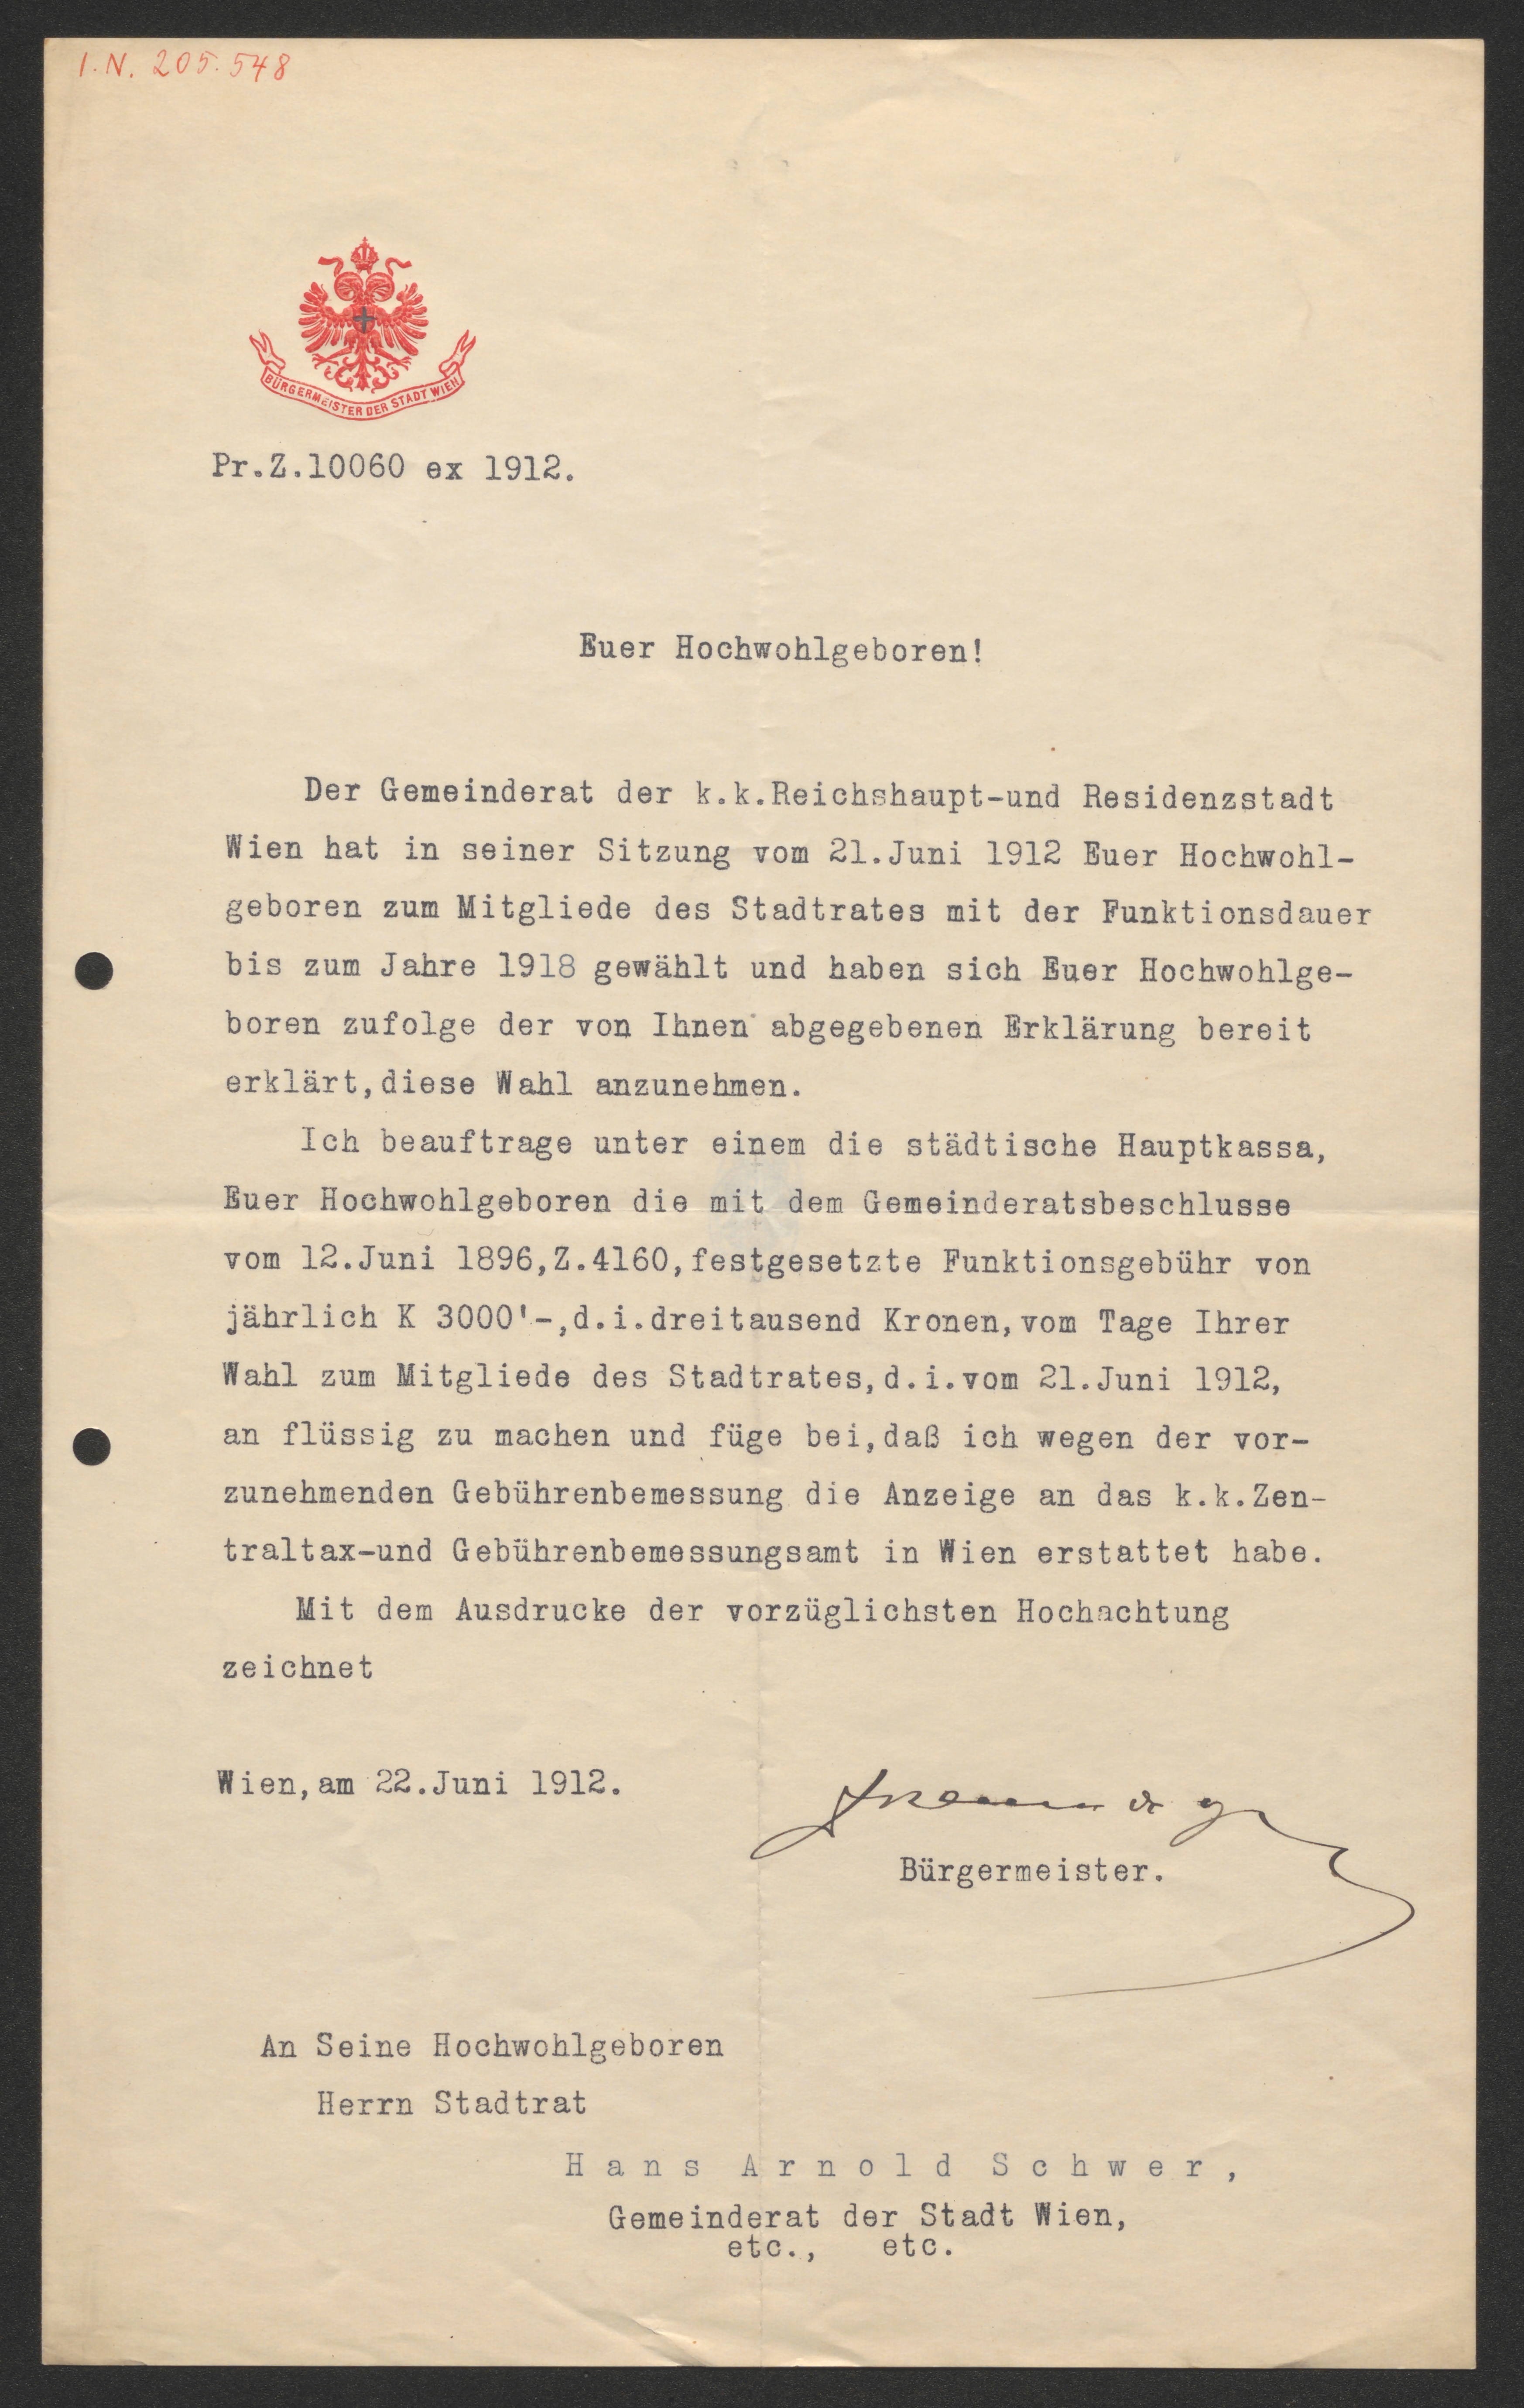 I.N. 205.548
BÜRGERMEISTER DER STADT WIEN
Pr.Z.10060 ex 1912.
Euer Hochwohlgeboren!
Der Gemeinderat der k.k.Reichshaupt-und Residenzstadt
Wien hat in seiner Sitzung vom 21.Juni 1912 Euer Hochwohl-
geboren zum Mitgliede des Stadtrates mit der Funktionsdauer
bis zum Jahre 1918 gewählt und haben sich Euer Hochwohlge-
boren zufolge der von Ihnen abgegebenen Erklärung bereit
erklärt,diese Wahl anzunehmen.
Ich beauftrage unter einem die städtische Hauptkassa,
Euer Hochwohlgeboren die mit dem Gemeinderatsbeschlusse
vom 12.Juni 1896,Z.4160,festgesetzte Funktionsgebühr von
jährlich K 3000'-,d.i.dreitausend Kronen,vom Tage Ihrer
Wahl zum Mitgliede des Stadtrates,d.i.vom 21.Juni 1912,
an flüssig zu machen und füge bei,daß ich wegen der vor-
zunehmenden Gebührenbemessung die Anzeige an das k.k.Zen-
traltax-und Gebührenbemessungsamt in Wien erstattet habe.
Mit dem Ausdrucke der vorzüglichsten Hochachtung
zeichnet
Wien,am 22.Juni 1912.
Bürgermeister.
An Seine Hochwohlgeboren
Herrn Stadtrat
Hans Arnold Schwer,
Gemeinderat der Stadt Wien,
etc., etc.